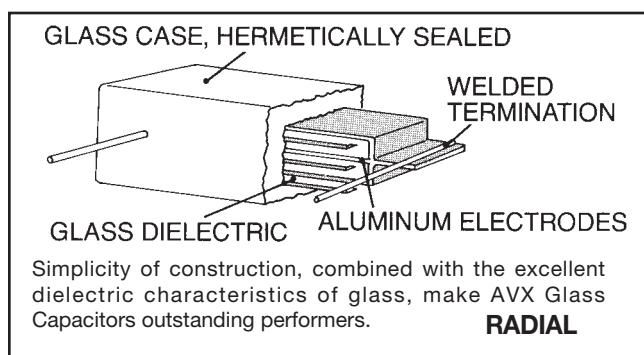 GLASS CASE, HERMETICALLY SEALED
WELDED
TERMINATION
GLASS DIELECTRIC
ALUMINUM ELECTRODES
Simplicity of construction, combined with the excellent
dielectric characteristics of glass, make AVX Glass
Capacitors outstanding performers.
RADIAL